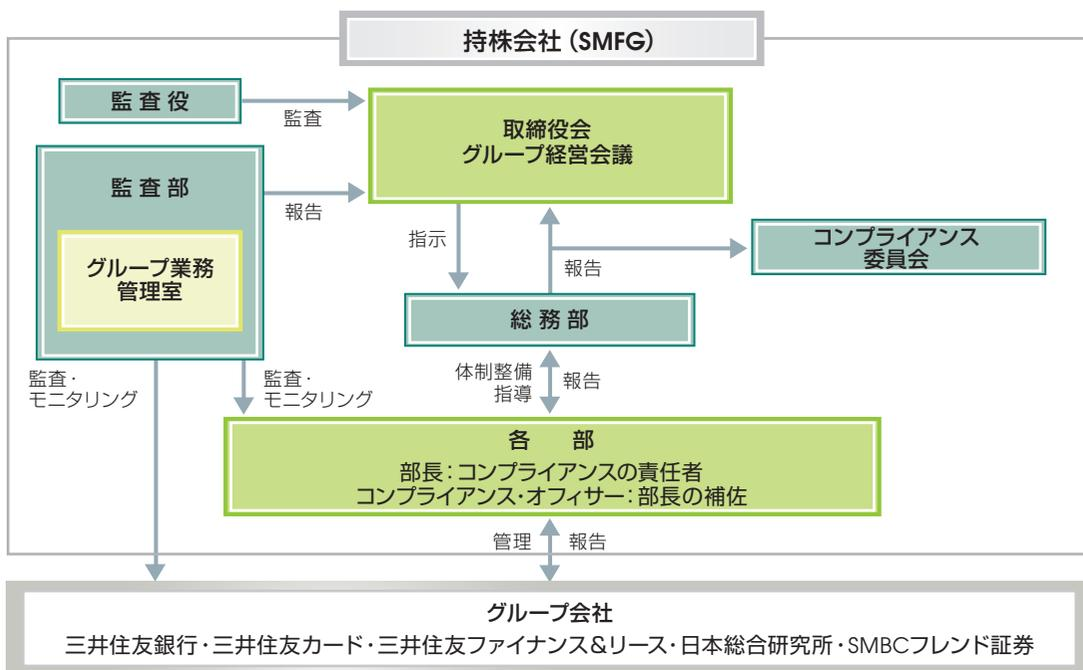 持株会社(SMFG)
監査役
監査
取締役会
グループ経営会議
監査部
報告
グループ業務
管理室
指示
報告
コンプライアンス
委員会
総務部
監査・
モニタリング
監査・
モニタリング
体制整備
指導
報告
各 部
部長:コンプライアンスの責任者
コンプライアンス・オフィサー:部長の補佐
管理
報告
グループ会社
三井住友銀行・三井住友カード・三井住友ファイナンス&リース・日本総合研究所・SMBCフレンド証券